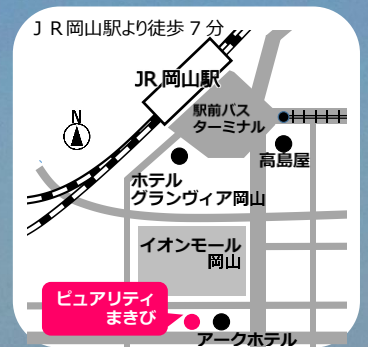 ＪＲ岡山駅より徒歩７分
JR 岡山駅
駅前バス
ターミナル
N
高島屋
ホテル
グランヴィア岡山
イオンモール
岡山
ピュアリティ
まきび
アークホテル